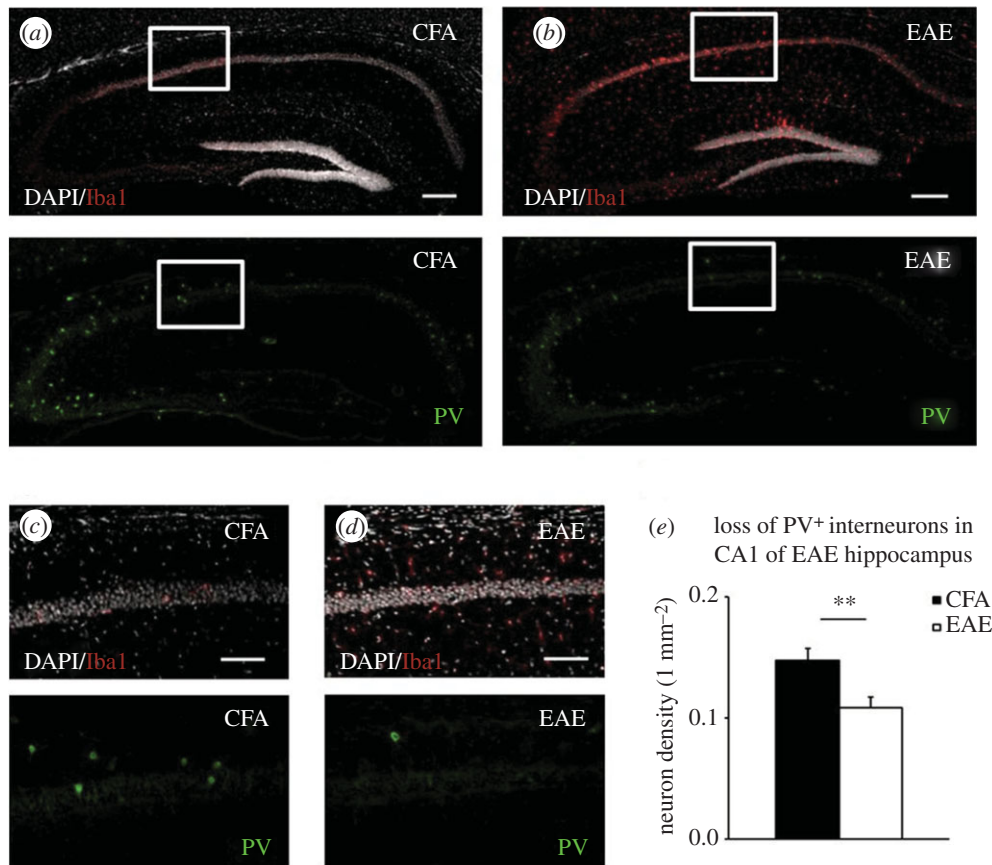 (a)
CFA
DAPI/Iba1
(b)
EAE
DAPI/Iba1
CFA
PV
EAE
PV
(c)
CFA
DAPI/Iba1
(d)
EAE
DAPI/Iba1
CFA
PV
EAE
PV
(e) loss of PV⁺ interneurons in
CA1 of EAE hippocampus
neuron density (1 mm⁻²)
0.2
0.1
0.0
**
CFA
EAE